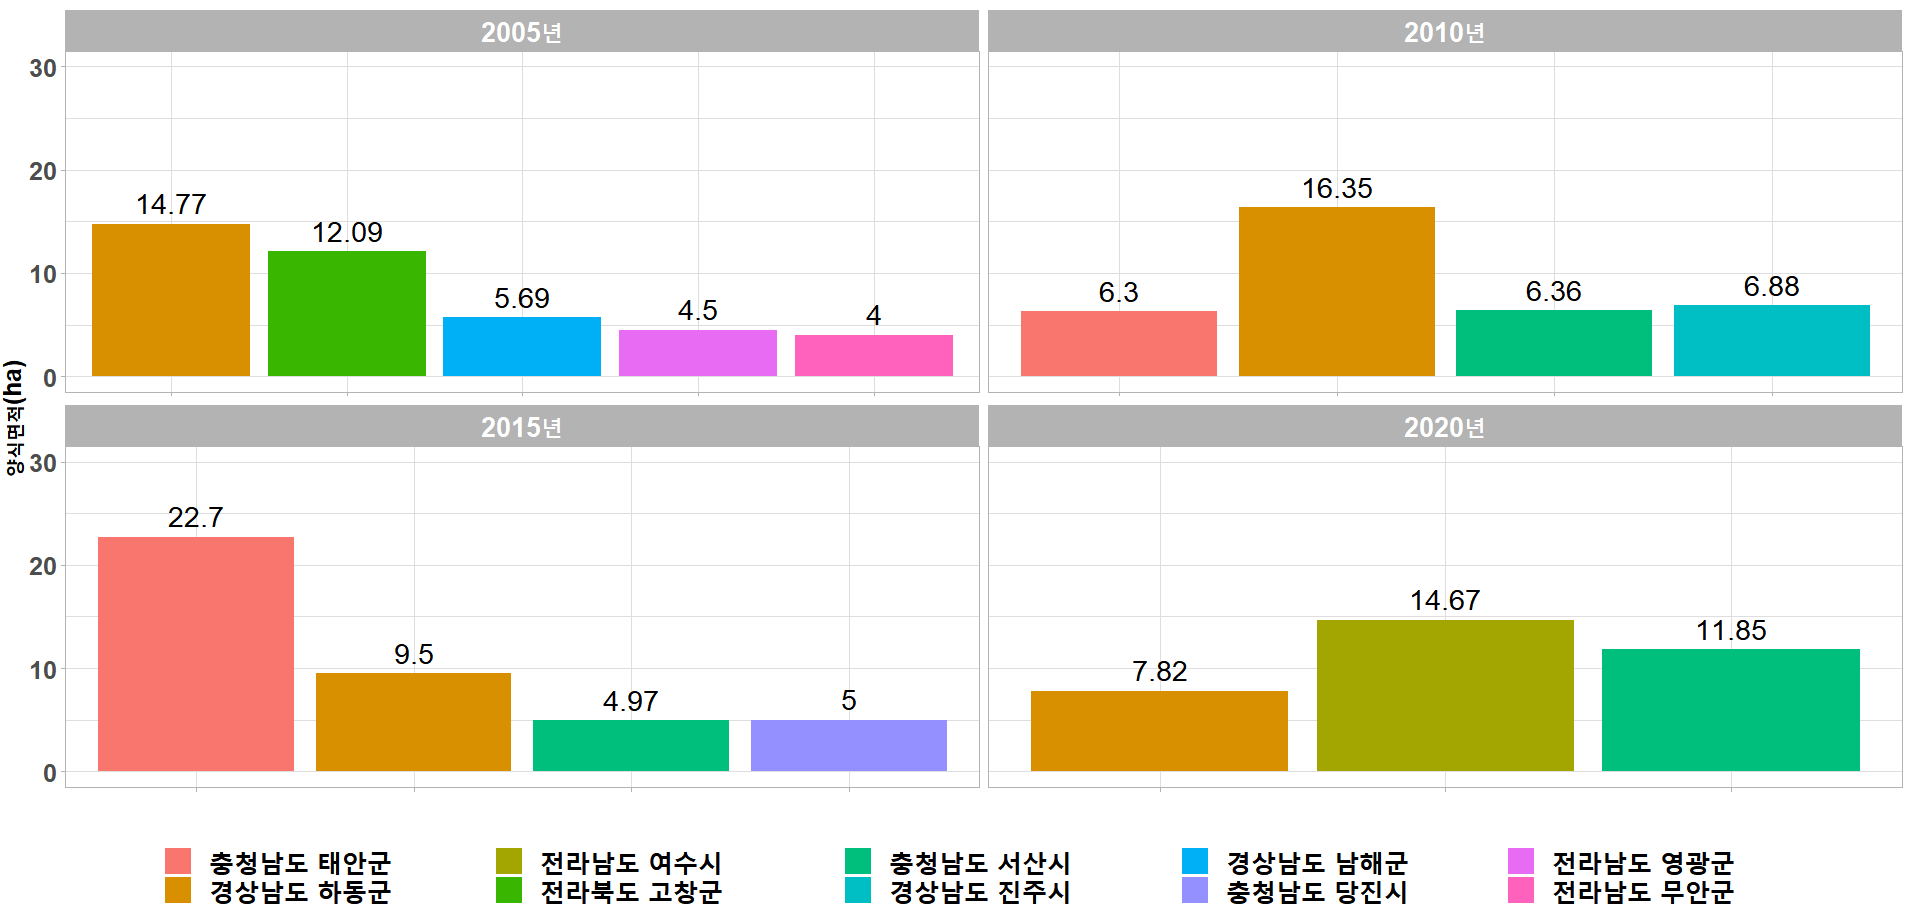 2005년
2010년
양식면적(ha)
30
20
10
0
14.77
12.09
5.69
4.5
4
6.3
16.35
6.36
6.88
2015년
2020년
30
20
10
0
22.7
9.5
4.97
5
7.82
14.67
11.85
충청남도 태안군
전라남도 여수시
충청남도 서산시
경상남도 남해군
전라남도 영광군
경상남도 하동군
전라북도 고창군
경상남도 진주시
충청남도 당진시
전라남도 무안군